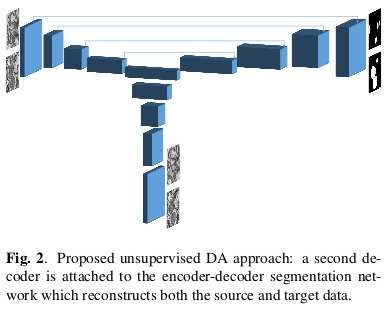 Fig. 2. Proposed unsupervised DA approach: a second de-
coder is attached to the encoder-decoder segmentation net-
work which reconstructs both the source and target data.